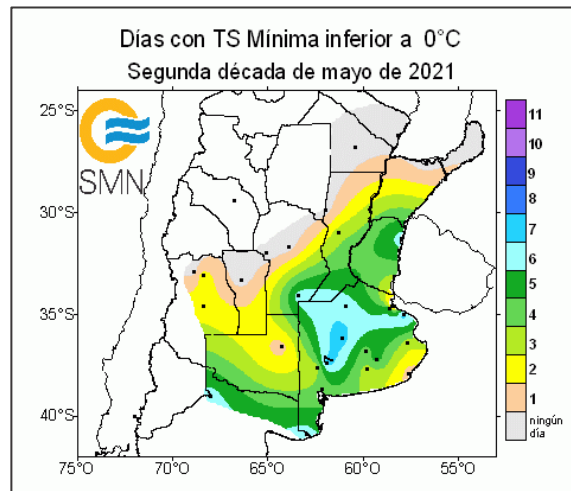 Días con TS Mínima inferior a 0°C
Segunda década de mayo de 2021
SMN
25°S
30°S
35°S
40°S
75°O
70°O
65°O
60°O
55°O
11
10
9
8
7
6
5
4
3
2
1
ningún
día